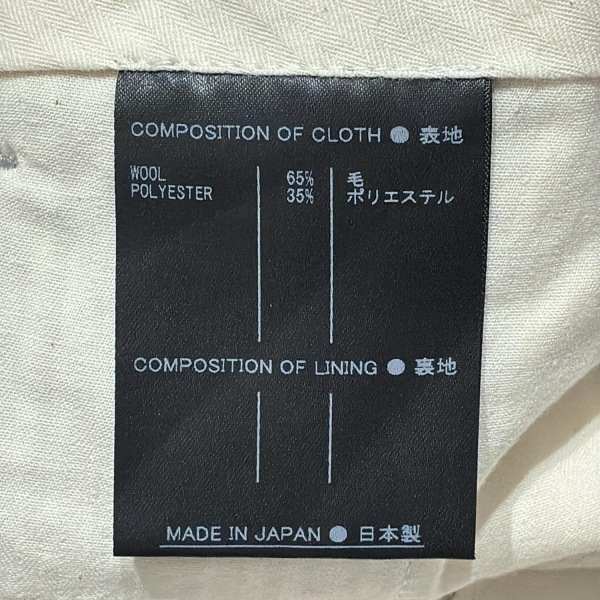 COMPOSITION OF CLOTH ● 表地
WOOL 65% 毛
POLYESTER 35% ポリエステル
COMPOSITION OF LINING ● 裏地
MADE IN JAPAN ● 日本製